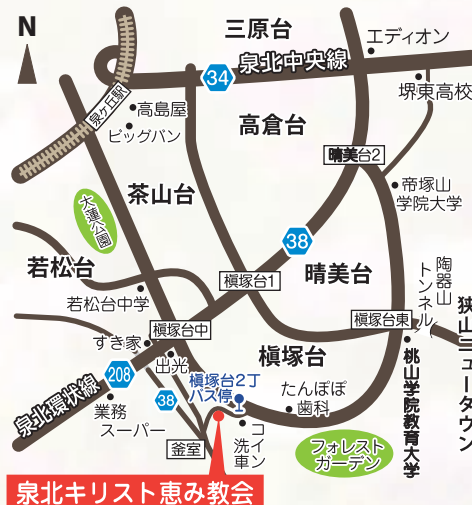 N
三原台
エディオン
泉北中央線
34
堺東高校
泉ヶ丘駅
高島屋
ビッグバン
高倉台
晴美台2
帝塚山
学院大学
茶山台
大蓮公園
38
若松台
晴美台
槇塚台1
陶器山
トンネル
狭山ニュータウン
若松台中学
槇塚台東
槇塚台中
すき家
槇塚台
出光
208
泉北環状線
槇塚台2丁
バス停
たんぽぽ
歯科
桃山学院教育大学
業務
スーパー
38
コイン
洗車
釜室
フォレスト
ガーデン
泉北キリスト恵み教会